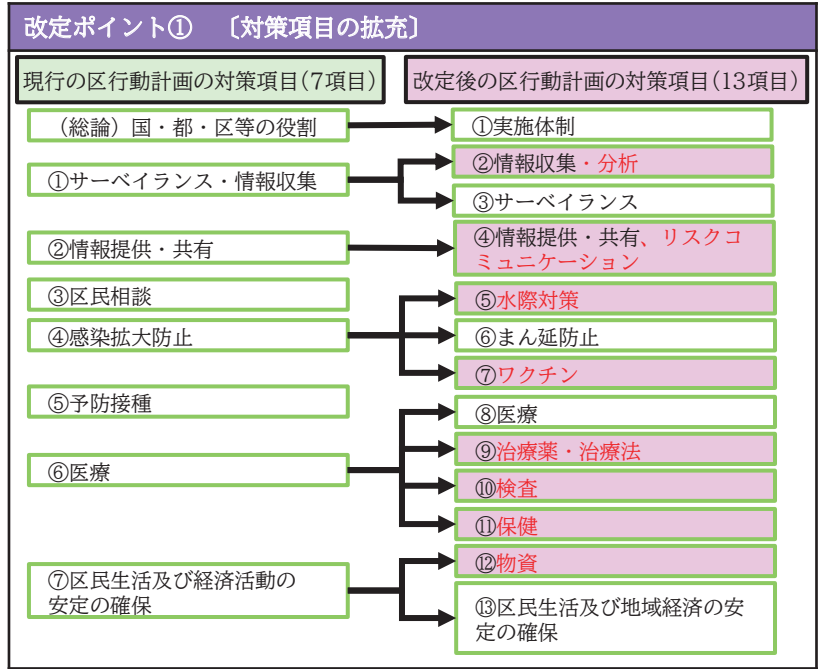 改定ポイント① 〔対策項目の拡充〕
現行の区行動計画の対策項目(7項目)
改定後の区行動計画の対策項目(13項目)
（総論）国・都・区等の役割
①実施体制
①サーベイランス・情報収集
②情報収集・分析
③サーベイランス
②情報提供・共有
④情報提供・共有、リスクコ
ミュニケーション
③区民相談
④感染拡大防止
⑤水際対策
⑥まん延防止
⑦ワクチン
⑤予防接種
⑥医療
⑧医療
⑨治療薬・治療法
⑩検査
⑪保健
⑦区民生活及び経済活動の
安定の確保
⑫物資
⑬区民生活及び地域経済の安
定の確保